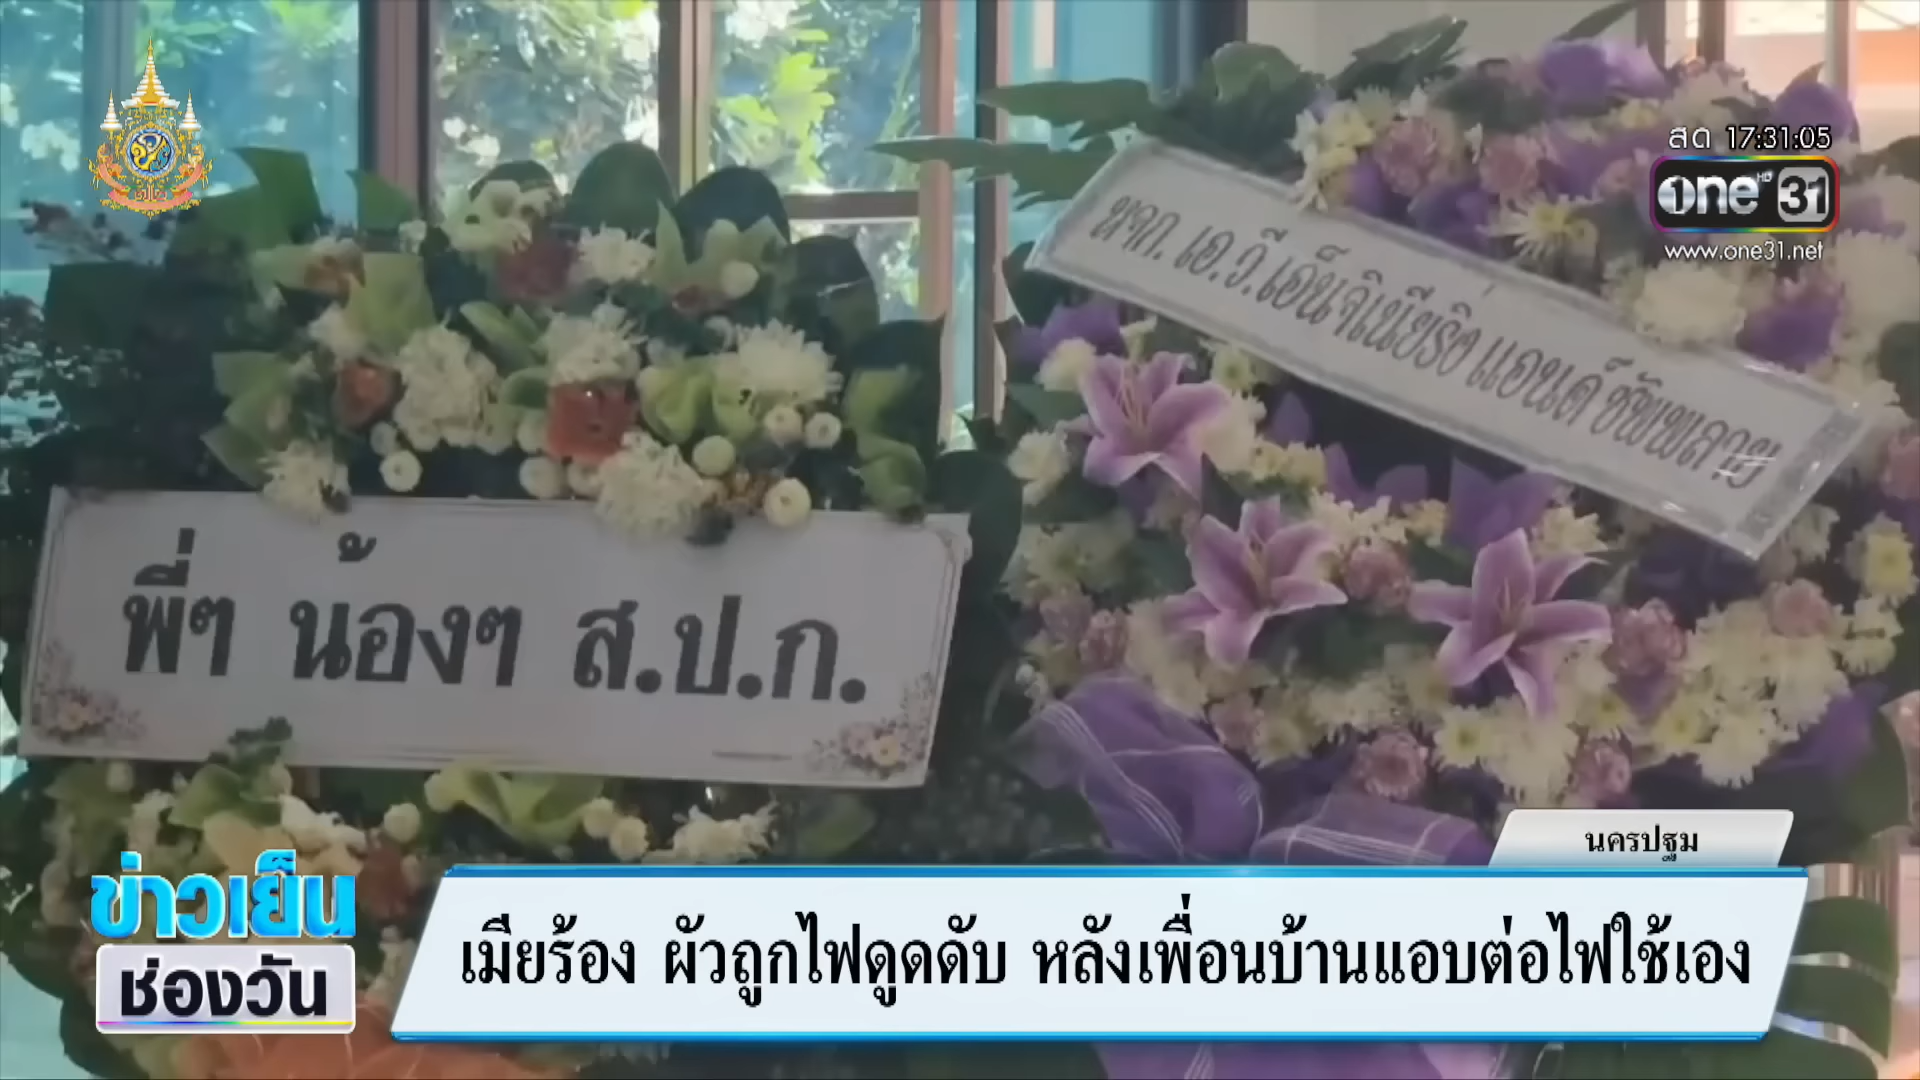 สด 17:31:05
one HD 31
www.one31.net
หจก. เอ.วี.เอ็นจิเนียริง แอนด์ ซัพพลาย
พี่ๆ น้องๆ ส.ป.ก.
นครปฐม
ข่าวเย็น
ช่องวัน
เมียร้อง ผัวถูกไฟดูดดับ หลังเพื่อนบ้านแอบต่อไฟใช้เอง